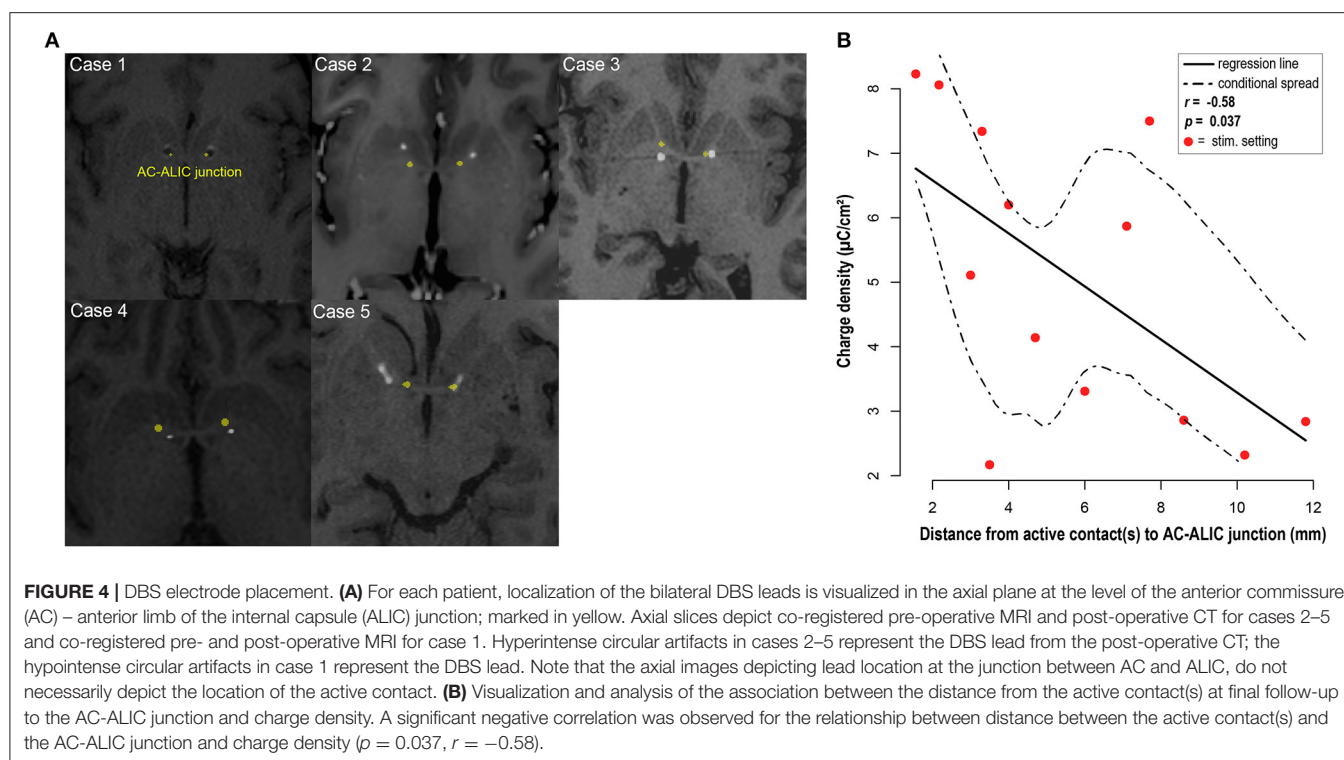 A
Case 1
Case 2
Case 3
AC-ALIC junction
Case 4
Case 5
B
regression line
conditional spread
r = -0.58
p = 0.037
= stim. setting
Charge density (µC/cm²)
8
7
6
5
4
3
2
2 4 6 8 10 12
Distance from active contact(s) to AC-ALIC junction (mm)
FIGURE 4 | DBS electrode placement. (A) For each patient, localization of the bilateral DBS leads is visualized in the axial plane at the level of the anterior commissure
(AC) – anterior limb of the internal capsule (ALIC) junction; marked in yellow. Axial slices depict co-registered pre-operative MRI and post-operative CT for cases 2–5
and co-registered pre- and post-operative MRI for case 1. Hyperintense circular artifacts in cases 2–5 represent the DBS lead from the post-operative CT; the
hypointense circular artifacts in case 1 represent the DBS lead. Note that the axial images depicting lead location at the junction between AC and ALIC, do not
necessarily depict the location of the active contact. (B) Visualization and analysis of the association between the distance from the active contact(s) at final follow-up
to the AC-ALIC junction and charge density. A significant negative correlation was observed for the relationship between distance between the active contact(s) and
the AC-ALIC junction and charge density (p = 0.037, r = −0.58).